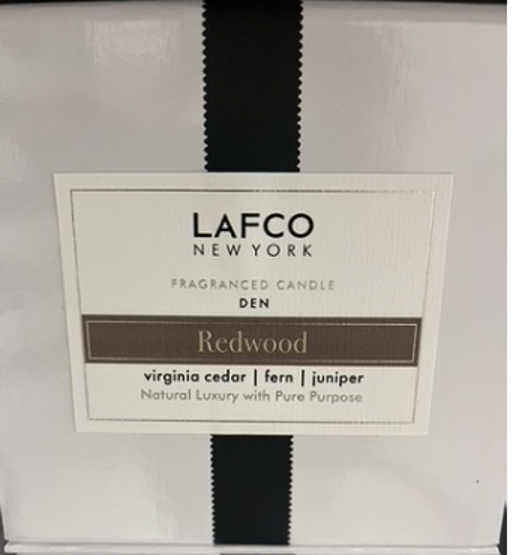 LAFCO
NEW YORK
FRAGRANCED CANDLE
DEN
Redwood
virginia cedar | fern | juniper
Natural Luxury with Pure Purpose